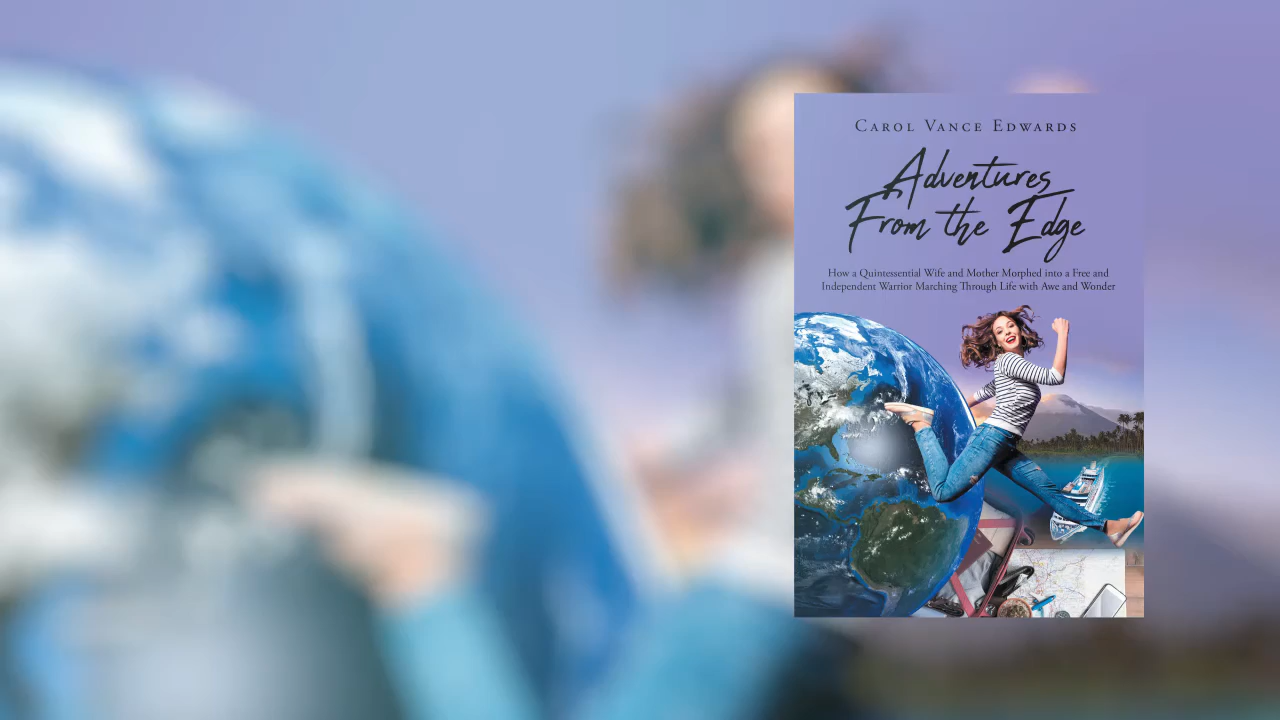 Carol Vance Edwards
Adventures
From the Edge
How a Quintessential Wife and Mother Morphed into a Free and
Independent Warrior Marching Through Life with Awe and Wonder